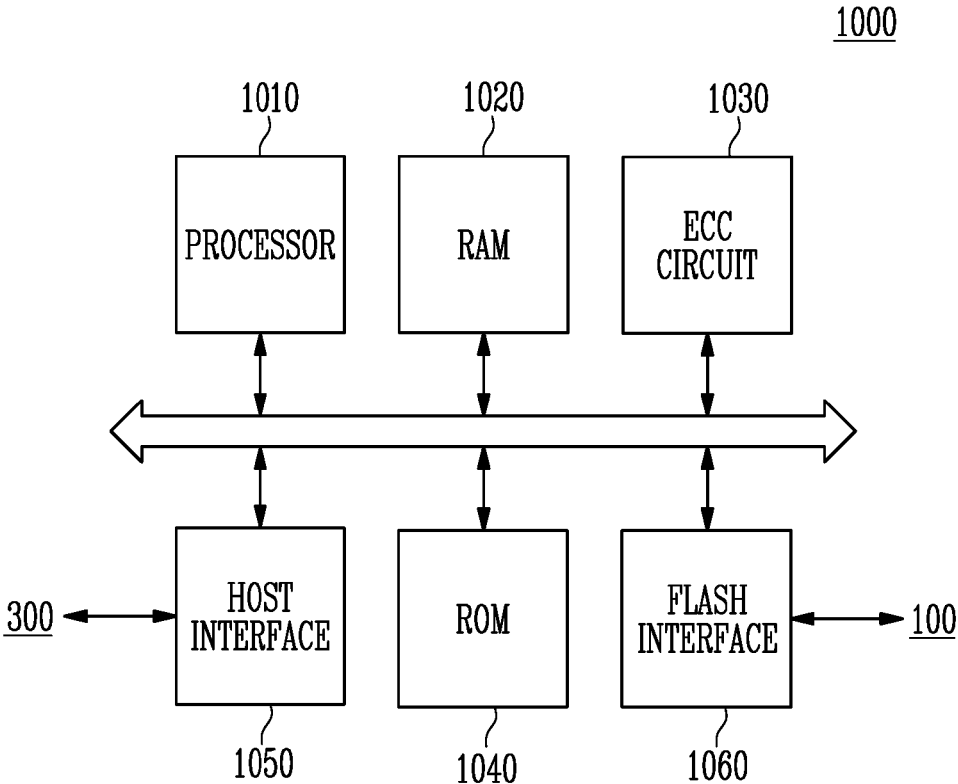 1000
1010
1020
1030
PROCESSOR
RAM
ECC
CIRCUIT
300
HOST
INTERFACE
ROM
FLASH
INTERFACE
100
1050
1040
1060